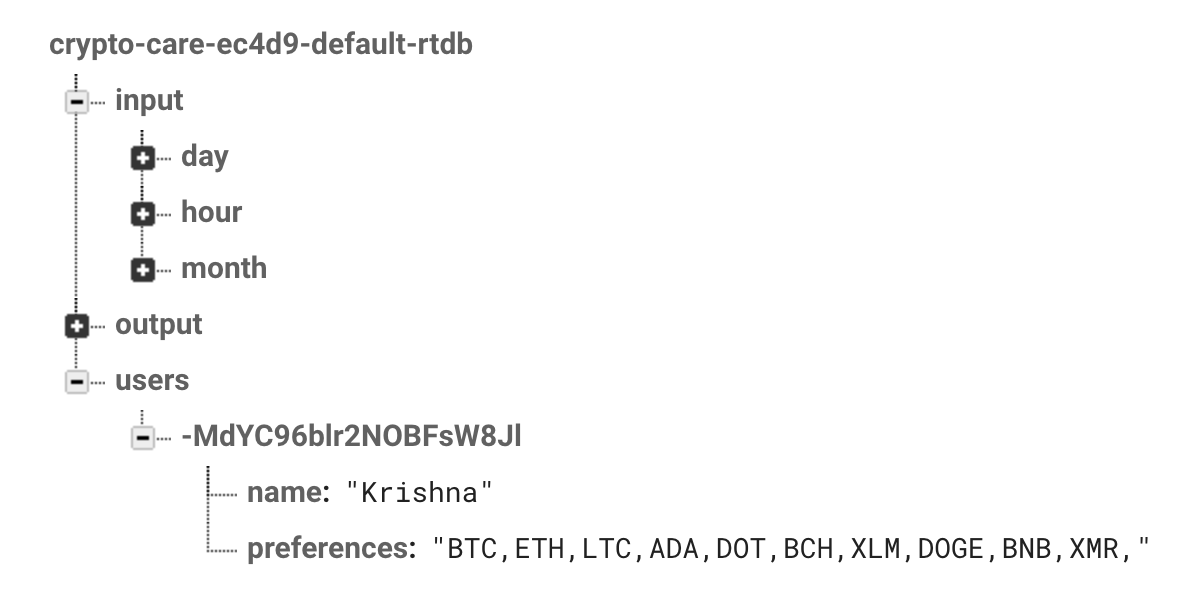 crypto-care-ec4d9-default-rtdb
input
day
hour
month
output
users
-MdYC96blr2NOBFsW8Jl
name: "Krishna"
preferences: "BTC,ETH,LTC,ADA,DOT,BCH,XLM,DOGE,BNB,XMR,"